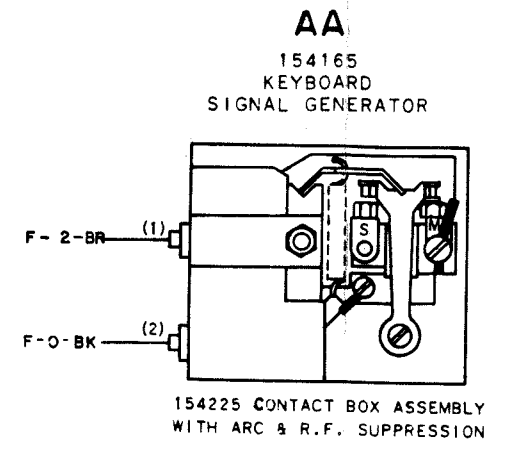 AA
154165
KEYBOARD
SIGNAL GENERATOR
S
M
F-2-BR (1)
F-O-BK (2)
154225 CONTACT BOX ASSEMBLY
WITH ARC & R.F. SUPPRESSION